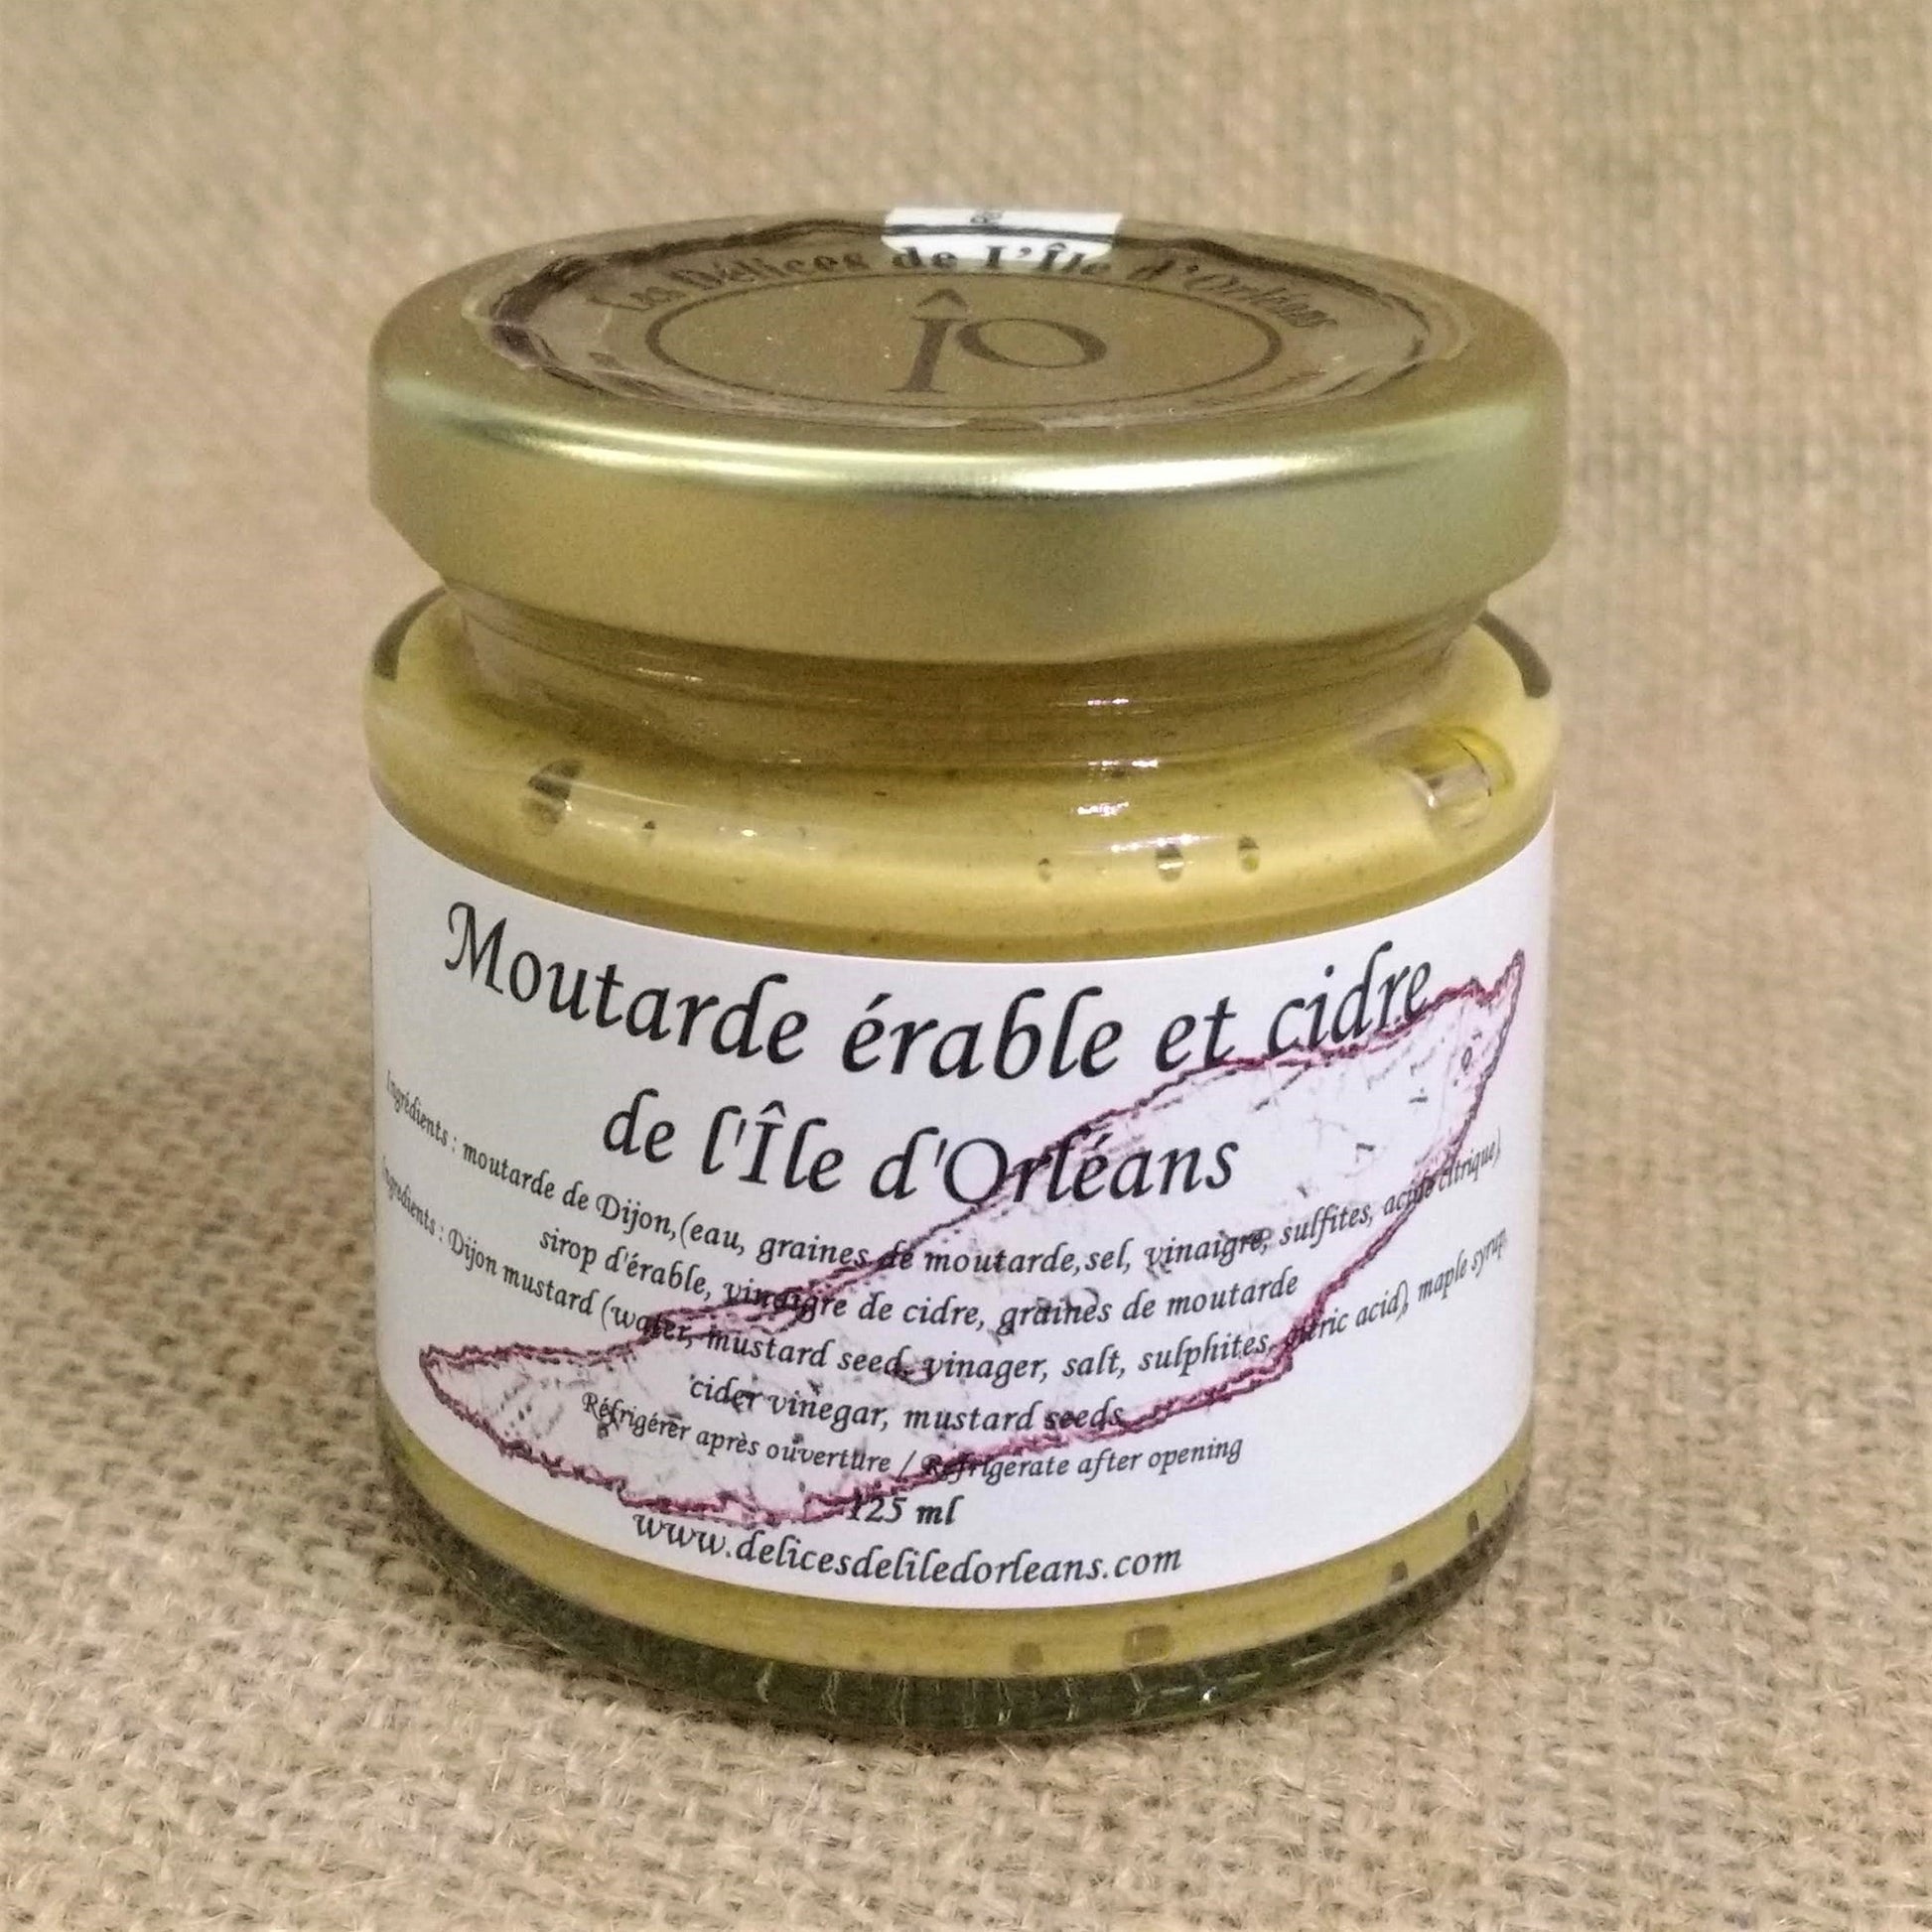 Les Délices de l'Île d'Orléans
ÎO
Moutarde érable et cidre
de l'Île d'Orléans
Ingrédients : moutarde de Dijon,(eau, graines de moutarde,sel, vinaigre, sulfites, acide citrique)
sirop d'érable, vinaigre de cidre, graines de moutarde
Ingredients : Dijon mustard (water, mustard seed, vinager, salt, sulphites, citric acid), maple syrup,
cider vinegar, mustard seeds
Réfrigérer après ouverture / Refrigerate after opening
125 ml
www.delicesdeliledorleans.com